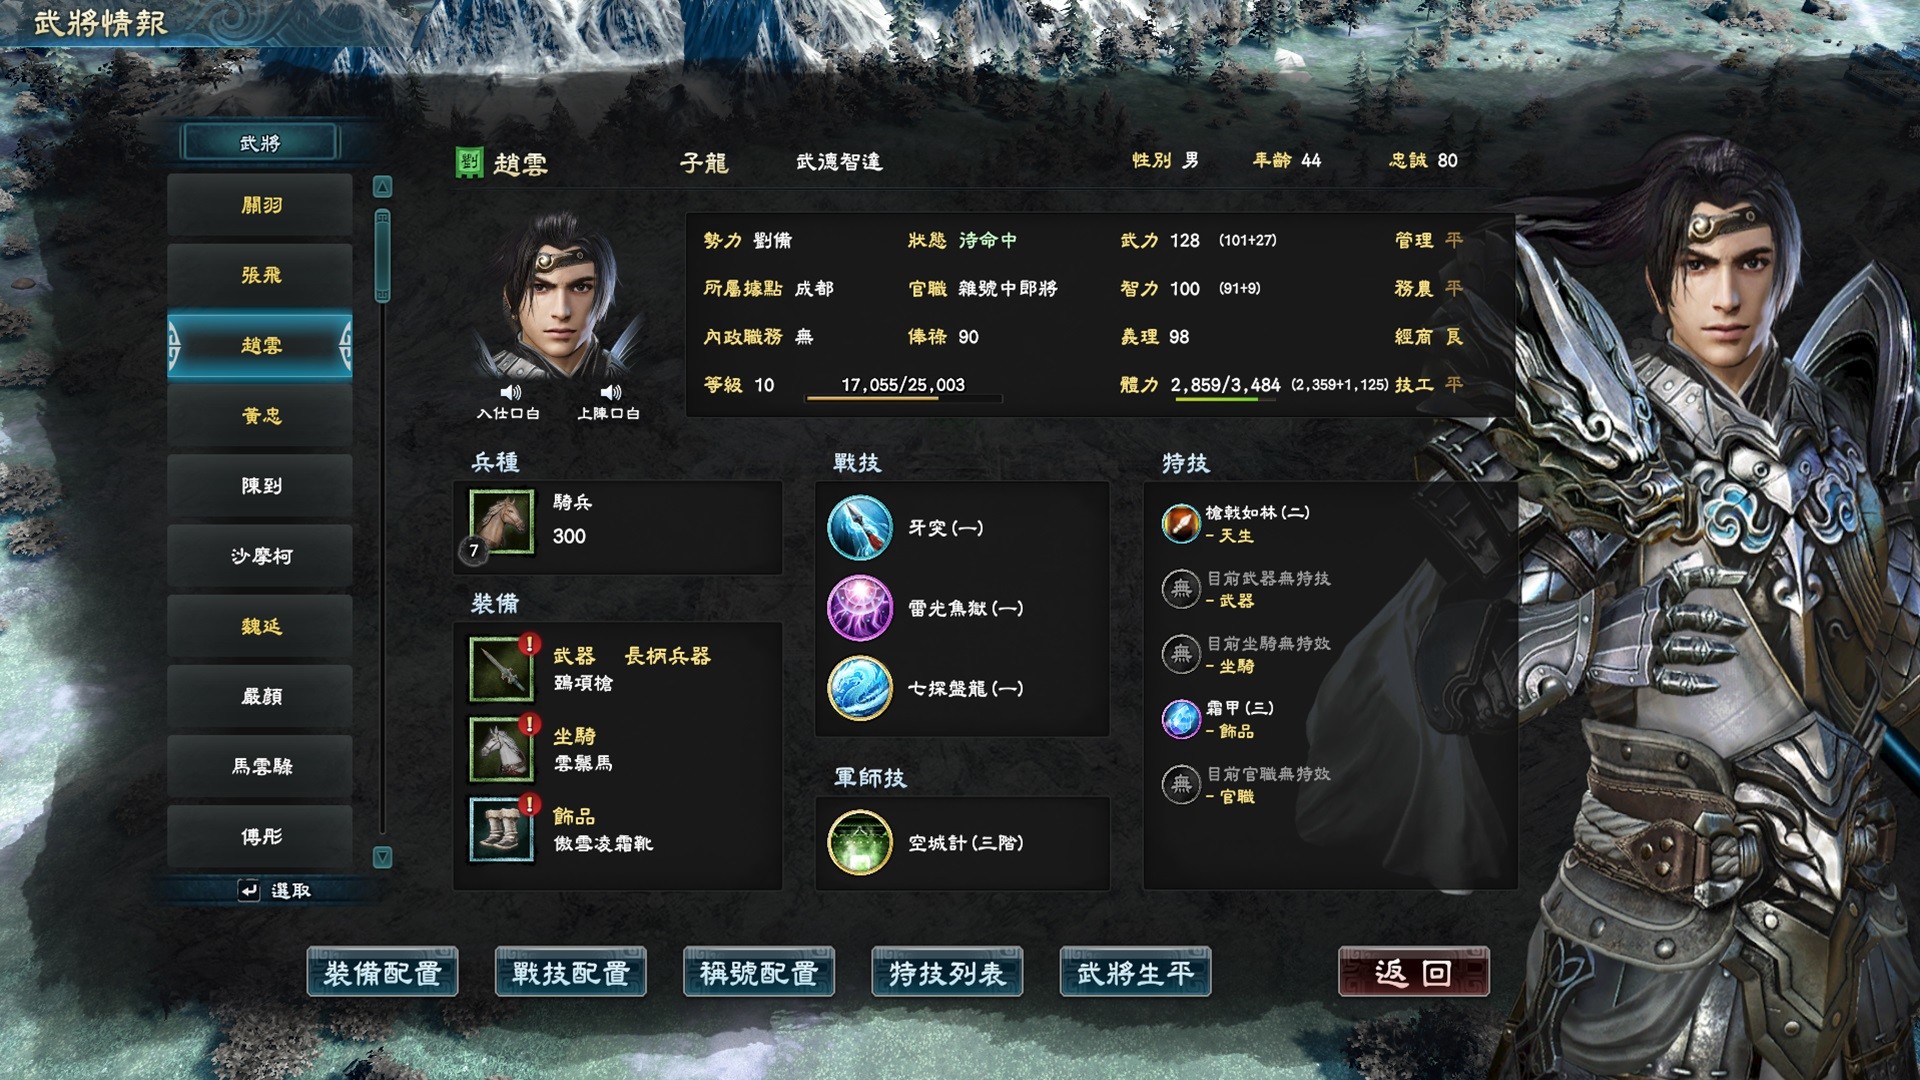 武將情報
武將
關羽
張飛
趙雲
黃忠
陳到
沙摩柯
魏延
嚴顏
馬雲騄
傅彤
選取
劉 趙雲 子龍 武德智達 性別 男 年齡 44 忠誠 80
入仕口白 上陣口白
勢力 劉備 狀態 待命中 武力 128 (101+27) 管理 平
所屬據點 成都 官職 雜號中郎將 智力 100 (91+9) 務農 平
內政職務 無 俸祿 90 義理 98 經商 良
等級 10 17,055/25,003 體力 2,859/3,484 (2,359+1,125) 技工 平
兵種
7 騎兵
300
裝備
武器 長柄兵器
鵶項槍
坐騎
雲鬃馬
飾品
傲雪凌霜靴
戰技
牙突(一)
雷光焦獄(一)
七探盤龍(一)
軍師技
空城計(三階)
特技
槍戟如林(二)
- 天生
無 目前武器無特技
- 武器
無 目前坐騎無特效
- 坐騎
霜甲(三)
- 飾品
無 目前官職無特效
- 官職
裝備配置 戰技配置 稱號配置 特技列表 武將生平 返回